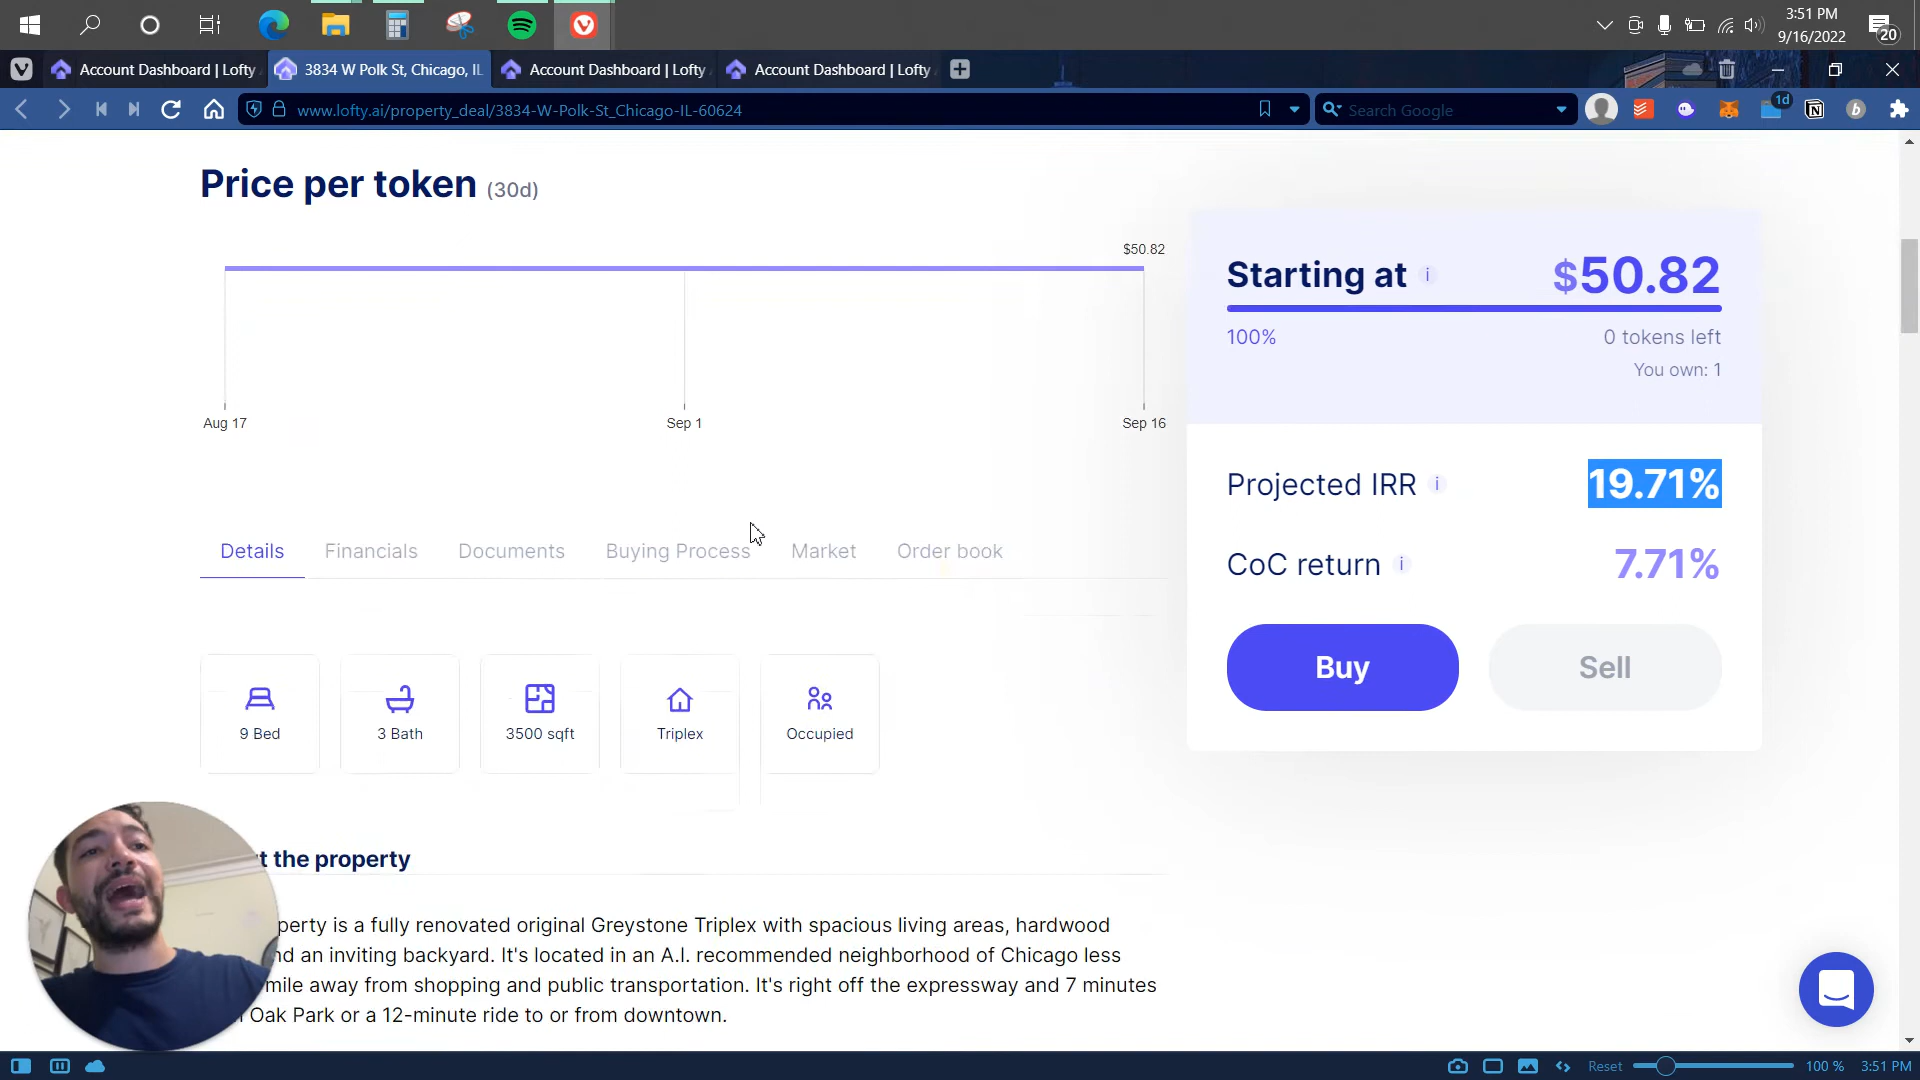 3:51 PM
9/16/2022
20
Account Dashboard | Lofty
3834 W Polk St, Chicago, IL
Account Dashboard | Lofty
Account Dashboard | Lofty
www.lofty.ai/property_deal/3834-W-Polk-St_Chicago-IL-60624
Search Google
1d
Price per token (30d)
$50.82
Aug 17
Sep 1
Sep 16
Starting at i $50.82
100%
0 tokens left
You own: 1
Projected IRR i 19.71%
CoC return i 7.71%
Buy
Sell
Details
Financials
Documents
Buying Process
Market
Order book
9 Bed
3 Bath
3500 sqft
Triplex
Occupied
t the property
perty is a fully renovated original Greystone Triplex with spacious living areas, hardwood
nd an inviting backyard. It's located in an A.I. recommended neighborhood of Chicago less
mile away from shopping and public transportation. It's right off the expressway and 7 minutes
Oak Park or a 12-minute ride to or from downtown.
Reset
100 %
3:51 PM